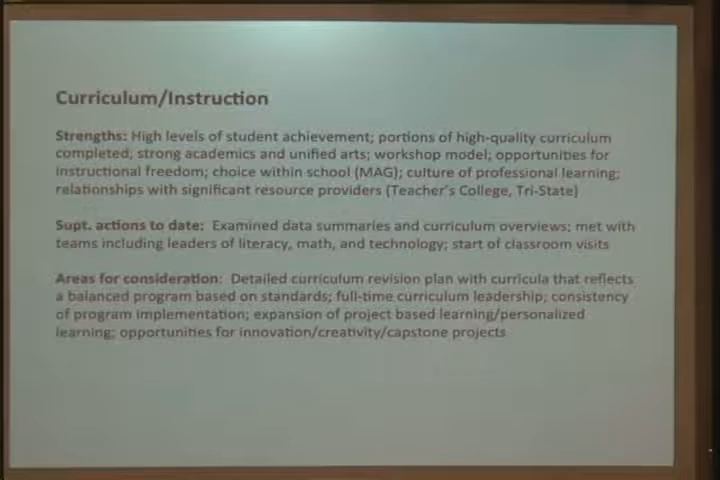 Curriculum/Instruction
Strengths: High levels of student achievement; portions of high-quality curriculum
completed; strong academics and unified arts; workshop model; opportunities for
instructional freedom; choice within school (MAG); culture of professional learning;
relationships with significant resource providers (Teacher's College, Tri-State)
Supt. actions to date: Examined data summaries and curriculum overviews; met with
teams including leaders of literacy, math, and technology; start of classroom visits
Areas for consideration: Detailed curriculum revision plan with curricula that reflects
a balanced program based on standards; full-time curriculum leadership; consistency
of program implementation; expansion of project based learning/personalized
learning; opportunities for innovation/creativity/capstone projects